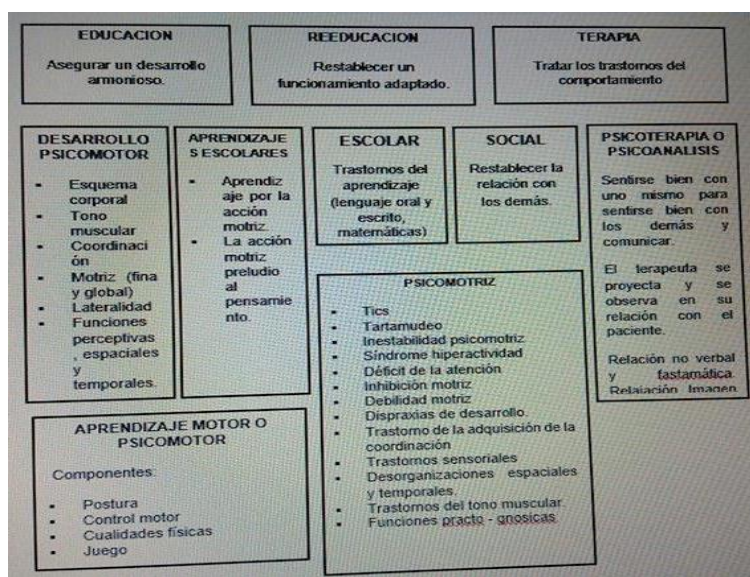 EDUCACION
Asegurar un desarrollo
armonioso.
REEDUCACION
Restablecer un
funcionamiento adaptado.
TERAPIA
Tratar los trastornos del
comportamiento
DESARROLLO
PSICOMOTOR
▪ Esquema
corporal
▪ Tono
muscular
▪ Coordinaci
ón
▪ Motriz (fina
y global)
▪ Lateralidad
▪ Funciones
perceptivas
, espaciales
y
temporales.
APRENDIZAJE
S ESCOLARES
▪ Aprendiz
aje por la
acción
motriz.
▪ La acción
motriz
preludio
al
pensamie
nto.
ESCOLAR
Trastornos del
aprendizaje
(lenguaje oral y
escrito,
matemáticas)
SOCIAL
Restablecer la
relación con
los demás.
PSICOTERAPIA O
PSICOANALISIS
Sentirse bien con
uno mismo para
sentirse bien con
los demás y
comunicar.
El terapeuta se
proyecta y se
observa en su
relación con el
paciente.
Relación no verbal
y fastamática.
Relajación Imagen
PSICOMOTRIZ
▪ Tics
▪ Tartamudeo
▪ Inestabilidad psicomotriz
▪ Síndrome hiperactividad
▪ Déficit de la atención
▪ Inhibición motriz
▪ Debilidad motriz
▪ Dispraxias de desarrollo.
▪ Trastorno de la adquisición de la
coordinación
▪ Trastornos sensoriales
▪ Desorganizaciones espaciales
y temporales.
▪ Trastornos del tono muscular.
▪ Funciones practo - gnosicas
APRENDIZAJE MOTOR O
PSICOMOTOR
Componentes:
▪ Postura
▪ Control motor
▪ Cualidades físicas
▪ Juego